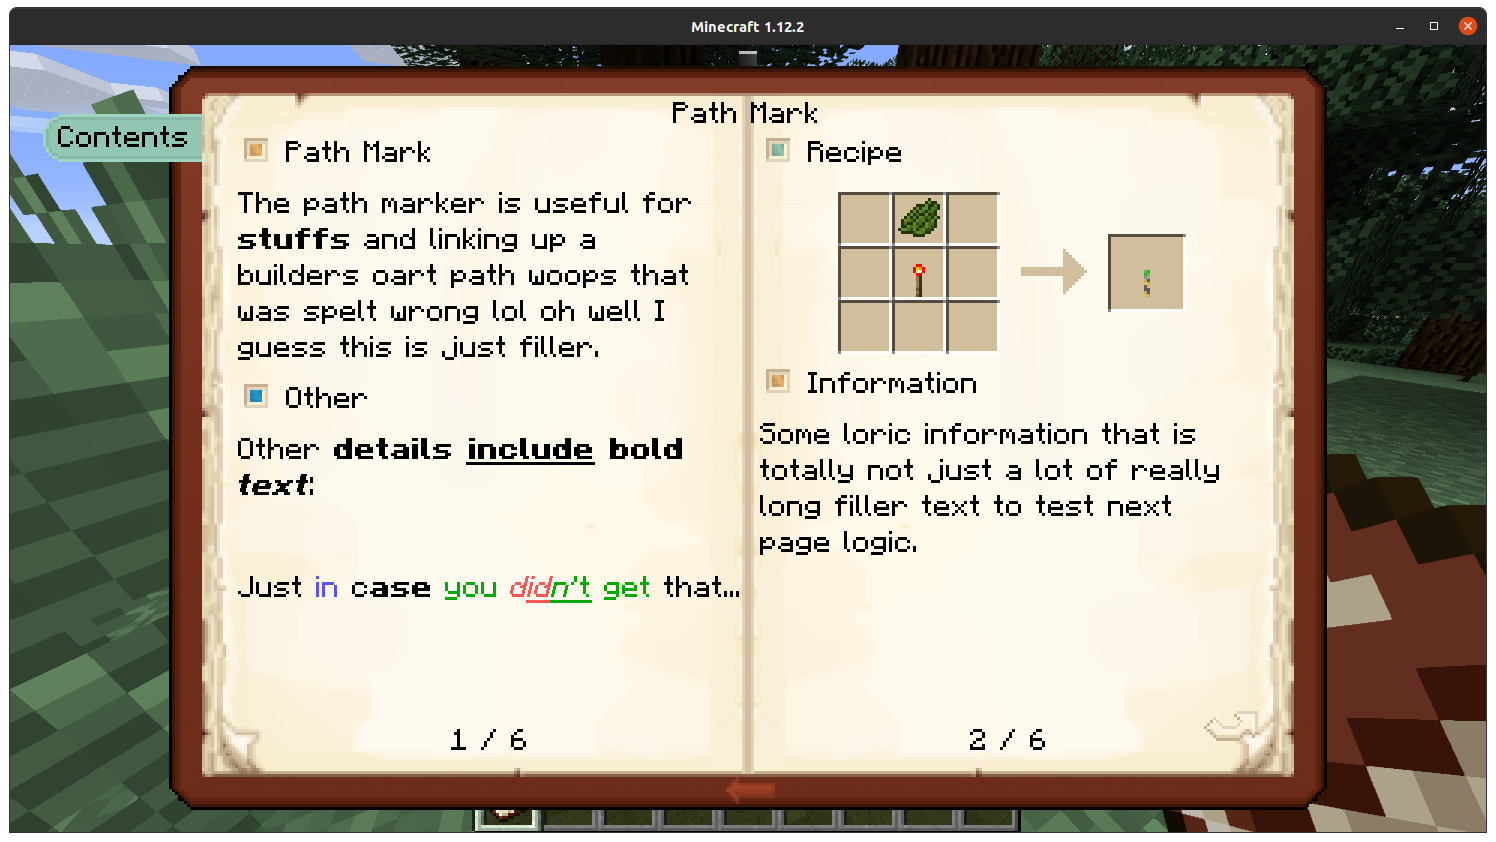 Minecraft 1.12.2
Path Mark
Contents
Path Mark
The path marker is useful for
stuffs and linking up a
builders oart path woops that
was spelt wrong lol oh well I
guess this is just filler.
Other
Other details include bold
text:
Just in case you didn't get that...
1 / 6
Recipe
Information
Some loric information that is
totally not just a lot of really
long filler text to test next
page logic.
2 / 6